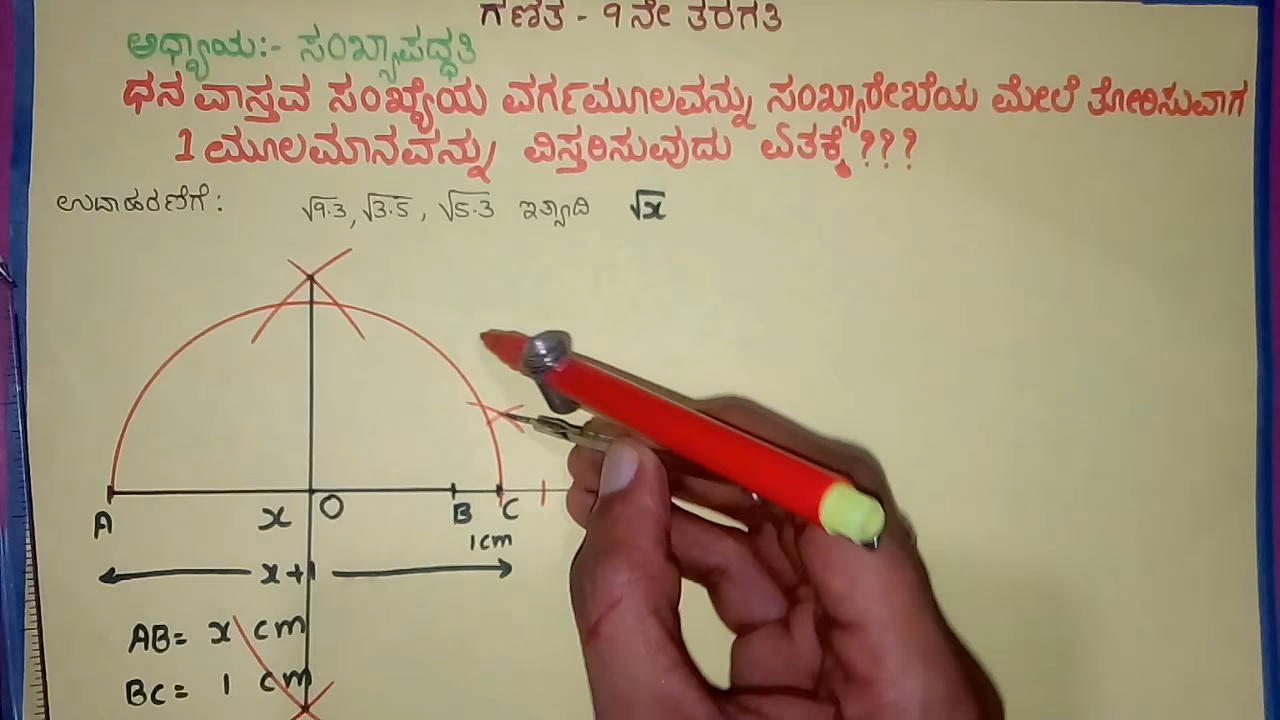 ಗಣಿತ - 9 ನೇ ತರಗತಿ
ಅಧ್ಯಾಯ:- ಸಂಖ್ಯಾಪದ್ಧತಿ
ಧನ ವಾಸ್ತವ ಸಂಖ್ಯೆಯ ವರ್ಗಮೂಲವನ್ನು ಸಂಖ್ಯಾರೇಖೆಯ ಮೇಲೆ ತೋರಿಸುವಾಗ
1 ಮೂಲಮಾನವನ್ನು ವಿಸ್ತರಿಸುವುದು ಏತಕ್ಕೆ???
ಉದಾಹರಣೆಗೆ: √9.3, √3.5, √5.3 ಇತ್ಯಾದಿ √x
A x O B C
1cm
x+1
AB= x cm
BC= 1 cm